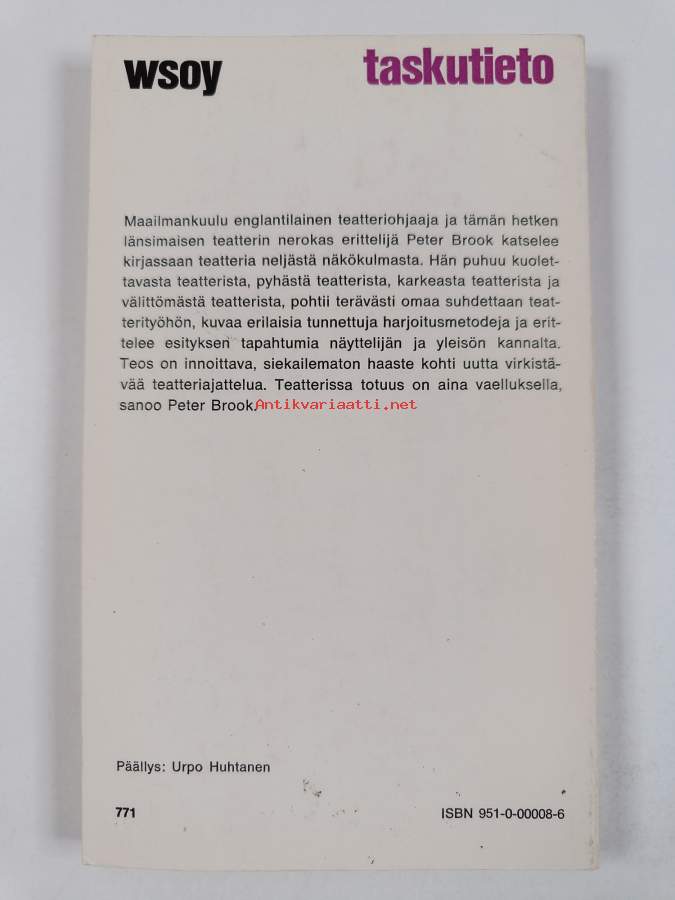 wsoy taskutieto
Maailmankuulu englantilainen teatteriohjaaja ja tämän hetken
länsimaisen teatterin nerokas erittelijä Peter Brook katselee
kirjassaan teatteria neljästä näkökulmasta. Hän puhuu kuolet-
tavasta teatterista, pyhästä teatterista, karkeasta teatterista ja
välittömästä teatterista, pohtii terävästi omaa suhdettaan teat-
terityöhön, kuvaa erilaisia tunnettuja harjoitusmetodeja ja erit-
telee esityksen tapahtumia näyttelijän ja yleisön kannalta.
Teos on innoittava, siekailematon haaste kohti uutta virkistä-
vää teatteriajattelua. Teatterissa totuus on aina vaelluksella,
sanoo Peter Brook. Antikvariaatti.net
Päällys: Urpo Huhtanen
771 ISBN 951-0-00008-6